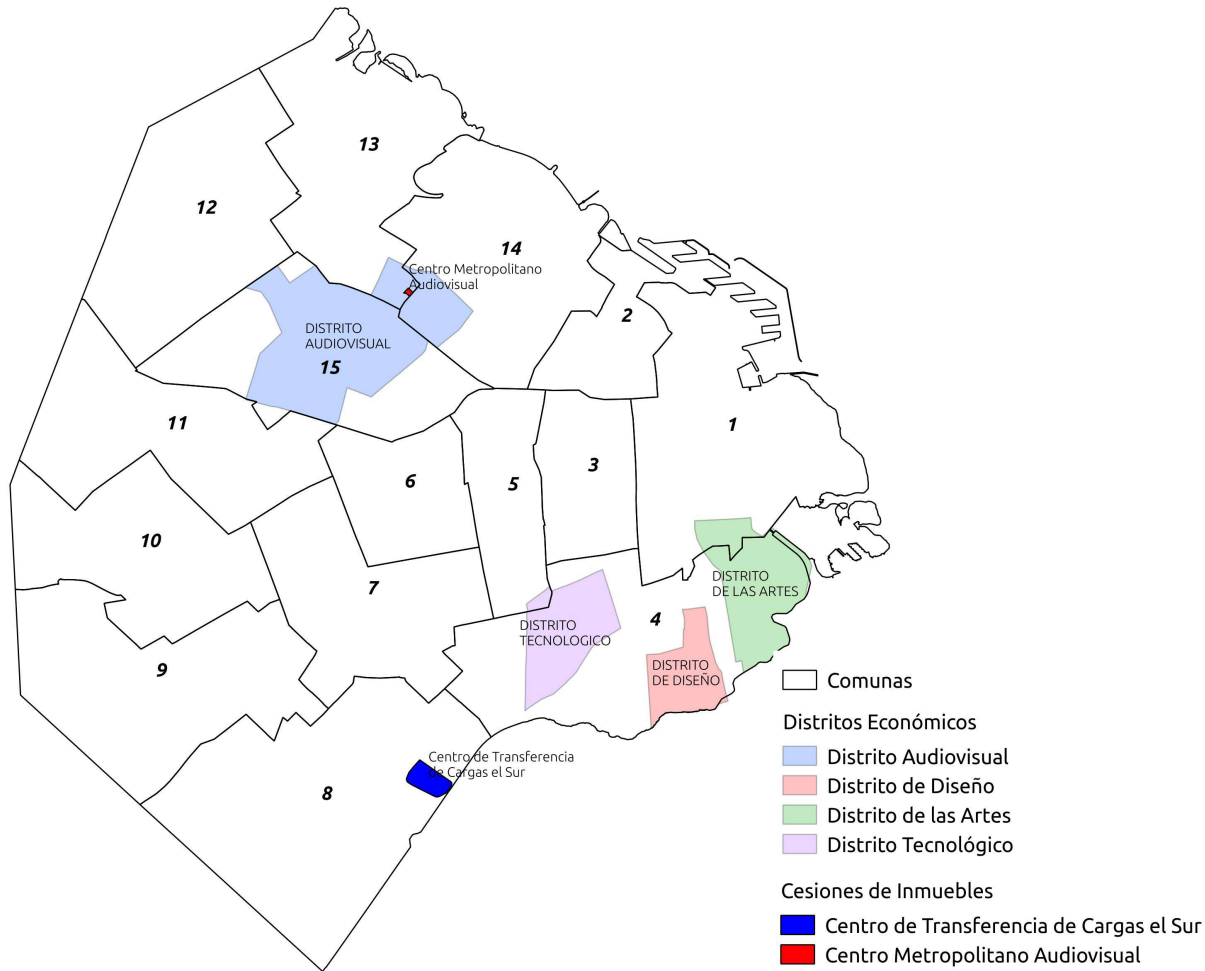 13
12
14
Centro Metropolitano
Audiovisual
2
DISTRITO
AUDIOVISUAL
15
11
1
3
6
5
10
7
DISTRITO
DE LAS ARTES
4
DISTRITO
TECNOLOGICO
9
DISTRITO
DE DISEÑO
Centro de Transferencia
de Cargas el Sur
8
Comunas
Distritos Económicos
Distrito Audiovisual
Distrito de Diseño
Distrito de las Artes
Distrito Tecnológico
Cesiones de Inmuebles
Centro de Transferencia de Cargas el Sur
Centro Metropolitano Audiovisual